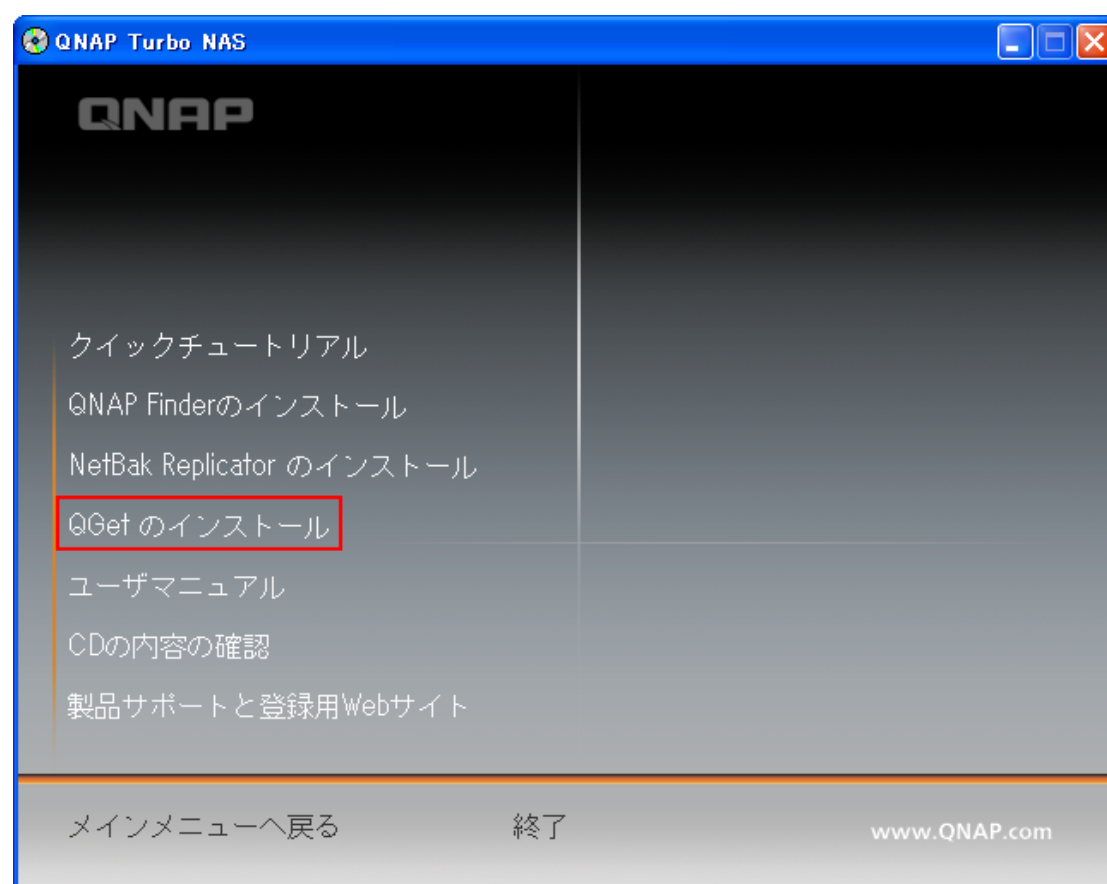 QNAP Turbo NAS
QNAP
クイックチュートリアル
QNAP Finderのインストール
NetBak Replicator のインストール
QGet のインストール
ユーザマニュアル
CDの内容の確認
製品サポートと登録用Webサイト
メインメニューへ戻る 終了 www.QNAP.com